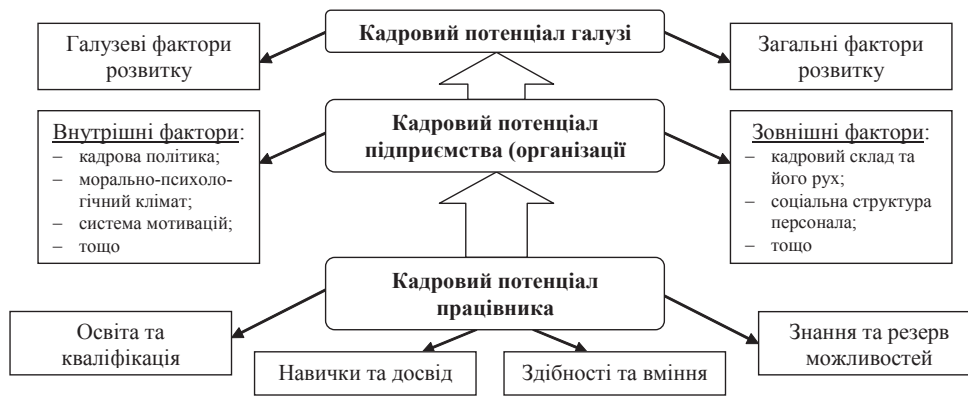 Кадровий потенціал галузі
Галузеві фактори
розвитку
Загальні фактори
розвитку
Кадровий потенціал
підприємства (організації
Внутрішні фактори:
– кадрова політика;
– морально-психоло-
гічний клімат;
– система мотивацій;
– тощо
Зовнішні фактори:
– кадровий склад та
його рух;
– соціальна структура
персонала;
– тощо
Кадровий потенціал
працівника
Освіта та
кваліфікація
Навички та досвід
Здібності та вміння
Знання та резерв
можливостей